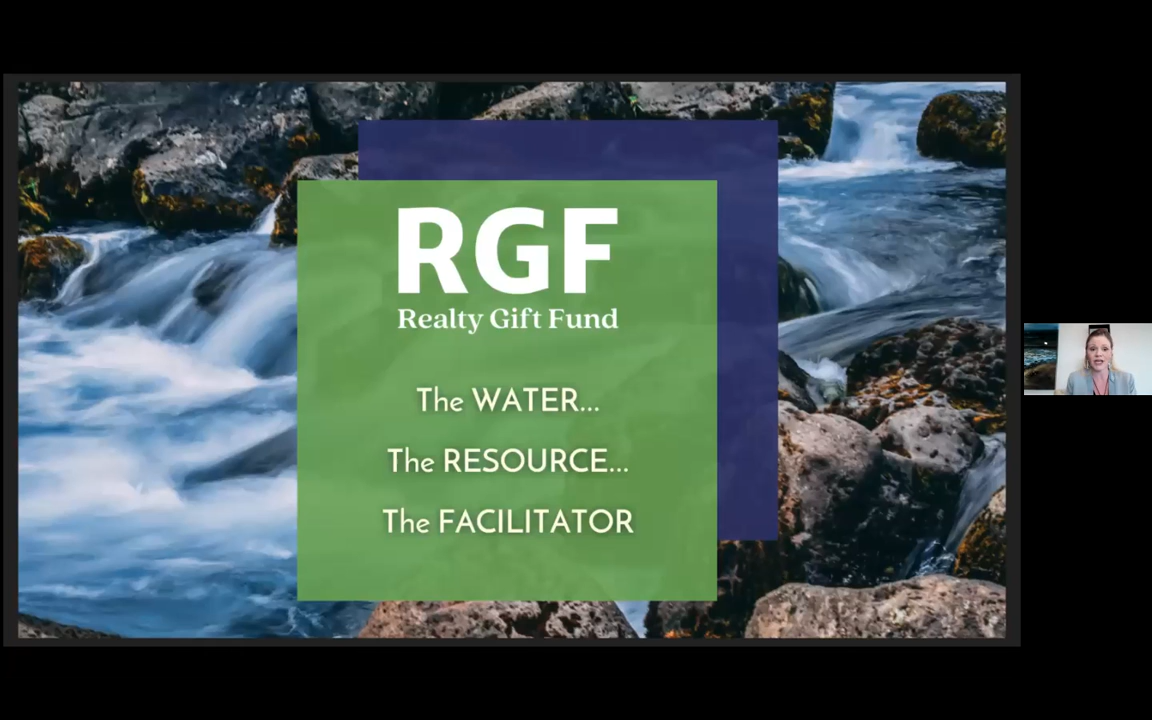 RGF
Realty Gift Fund
The WATER...
The RESOURCE...
The FACILITATOR